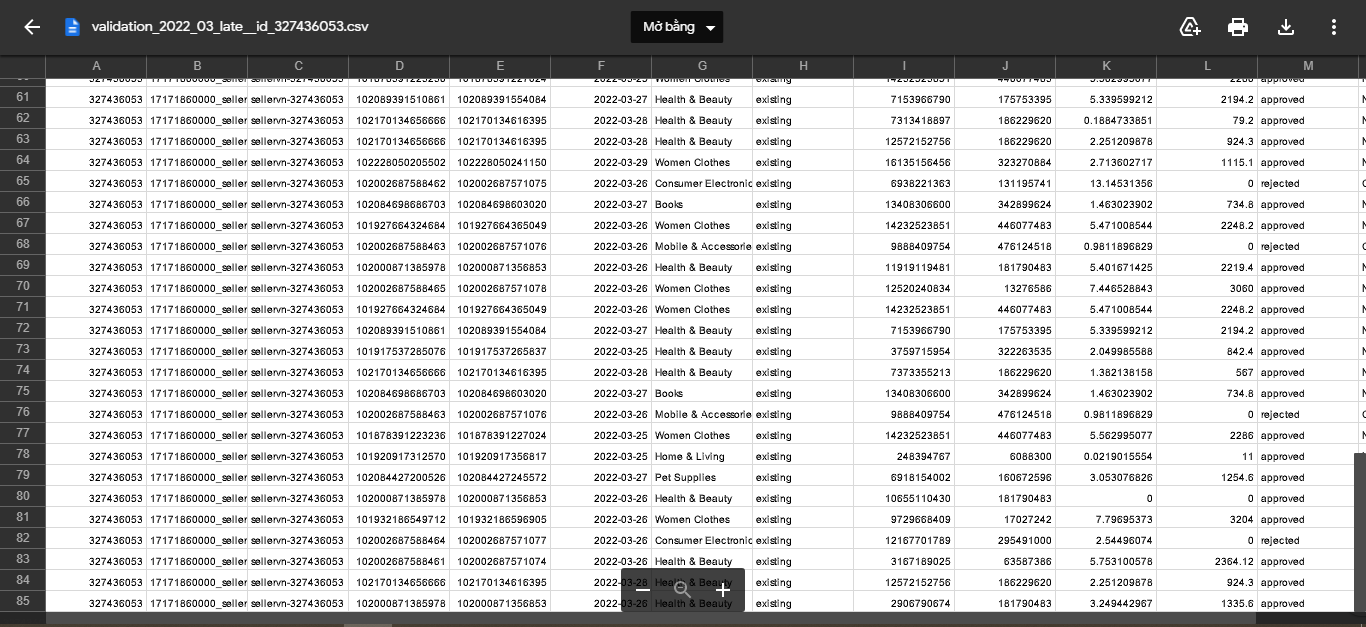 validation_2022_03_late__id_327436053.csv Mở bằng
A B C D E F G H I J K L M
61 327436053 17171860000_seller sellervn-327436053 102089391510861 102089391554084 2022-03-27 Health & Beauty existing 7153966790 175753395 5.339599212 2194.2 approved
62 327436053 17171860000_seller sellervn-327436053 102170134656666 102170134616395 2022-03-28 Health & Beauty existing 7313418897 186229620 0.1884733851 79.2 approved
63 327436053 17171860000_seller sellervn-327436053 102170134656666 102170134616395 2022-03-28 Health & Beauty existing 12572152756 186229620 2.251209878 924.3 approved
64 327436053 17171860000_seller sellervn-327436053 102228050205502 102228050241150 2022-03-29 Women Clothes existing 16135156456 323270884 2.713602717 1115.1 approved
65 327436053 17171860000_seller sellervn-327436053 102002687588462 102002687571075 2022-03-26 Consumer Electronic existing 6938221363 131195741 13.14531356 0 rejected
66 327436053 17171860000_seller sellervn-327436053 102084698686703 102084698603020 2022-03-27 Books existing 13408306600 342899624 1.463023902 734.8 approved
67 327436053 17171860000_seller sellervn-327436053 101927664324684 101927664365049 2022-03-26 Women Clothes existing 14232523851 446077483 5.471008544 2248.2 approved
68 327436053 17171860000_seller sellervn-327436053 102002687588463 102002687571076 2022-03-26 Mobile & Accessorie existing 9888409754 476124518 0.9811896829 0 rejected
69 327436053 17171860000_seller sellervn-327436053 102000871385978 102000871356853 2022-03-26 Health & Beauty existing 11919119481 181790483 5.401671425 2219.4 approved
70 327436053 17171860000_seller sellervn-327436053 102002687588465 102002687571078 2022-03-26 Women Clothes existing 12520240834 13276586 7.446528843 3060 approved
71 327436053 17171860000_seller sellervn-327436053 101927664324684 101927664365049 2022-03-26 Women Clothes existing 14232523851 446077483 5.471008544 2248.2 approved
72 327436053 17171860000_seller sellervn-327436053 102089391510861 102089391554084 2022-03-27 Health & Beauty existing 7153966790 175753395 5.339599212 2194.2 approved
73 327436053 17171860000_seller sellervn-327436053 101917537285076 101917537265837 2022-03-25 Health & Beauty existing 3759715954 322263535 2.049985588 842.4 approved
74 327436053 17171860000_seller sellervn-327436053 102170134656666 102170134616395 2022-03-28 Health & Beauty existing 7373355213 186229620 1.382138158 567 approved
75 327436053 17171860000_seller sellervn-327436053 102084698686703 102084698603020 2022-03-27 Books existing 13408306600 342899624 1.463023902 734.8 approved
76 327436053 17171860000_seller sellervn-327436053 102002687588463 102002687571076 2022-03-26 Mobile & Accessorie existing 9888409754 476124518 0.9811896829 0 rejected
77 327436053 17171860000_seller sellervn-327436053 101878391223236 101878391227024 2022-03-25 Women Clothes existing 14232523851 446077483 5.562995077 2286 approved
78 327436053 17171860000_seller sellervn-327436053 101920917312570 101920917356817 2022-03-25 Home & Living existing 248394767 6088300 0.0219015554 11 approved
79 327436053 17171860000_seller sellervn-327436053 102084427200526 102084427245572 2022-03-27 Pet Supplies existing 6918154002 160672596 3.053076826 1254.6 approved
80 327436053 17171860000_seller sellervn-327436053 102000871385978 102000871356853 2022-03-26 Health & Beauty existing 10655110430 181790483 0 0 approved
81 327436053 17171860000_seller sellervn-327436053 101932186549712 101932186596905 2022-03-26 Women Clothes existing 9729668409 17027242 7.79695373 3204 approved
82 327436053 17171860000_seller sellervn-327436053 102002687588464 102002687571077 2022-03-26 Consumer Electronic existing 12167701789 295491000 2.54496074 0 rejected
83 327436053 17171860000_seller sellervn-327436053 102002687588461 102002687571074 2022-03-26 Health & Beauty existing 3167189025 63587386 5.753100578 2364.12 approved
84 327436053 17171860000_seller sellervn-327436053 102170134656666 102170134616395 2022-03-28 Health & Beauty existing 12572152756 186229620 2.251209878 924.3 approved
85 327436053 17171860000_seller sellervn-327436053 102000871385978 102000871356853 2022-03-26 Health & Beauty existing 2906790674 181790483 3.249442967 1335.6 approved